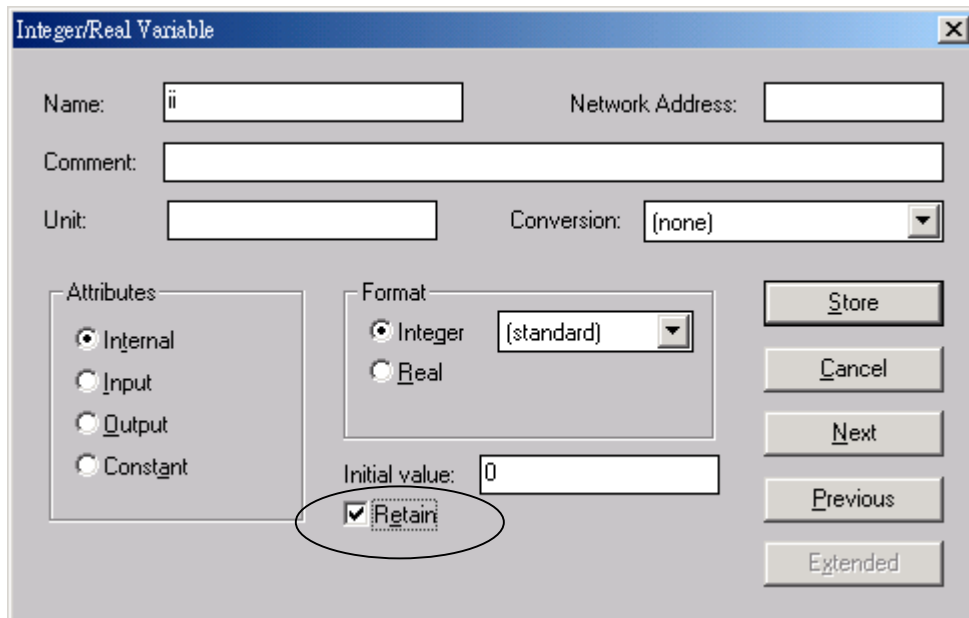 Integer/Real Variable
Name: ii Network Address:
Comment:
Unit: Conversion: (none)
Attributes
Internal
Input
Output
Constant
Format
Integer (standard)
Real
Initial value: 0
Retain
Store
Cancel
Next
Previous
Extended